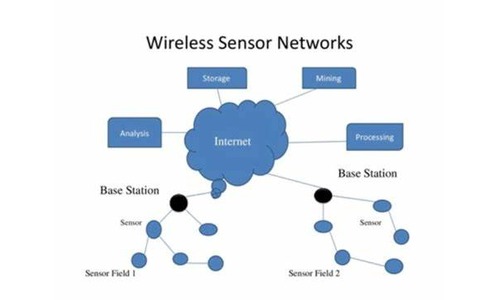 Wireless Sensor Networks
Storage
Mining
Analysis
Internet
Processing
Base Station
Base Station
Sensor
Sensor
Sensor Field 1
Sensor Field 2